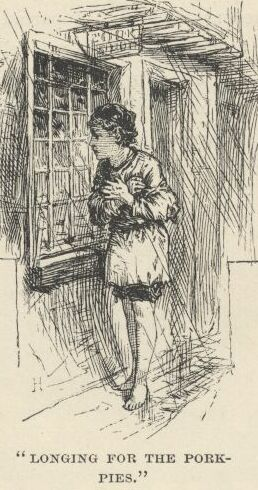 “ LONGING FOR THE PORK-
PIES.”